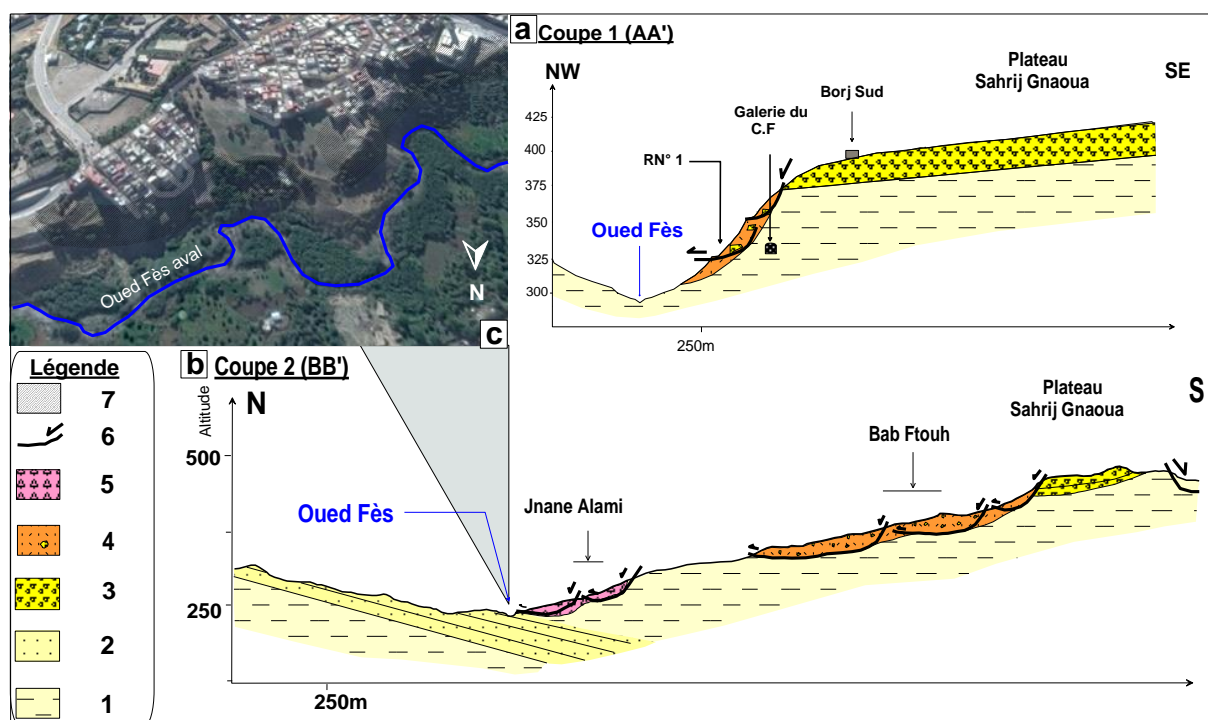 Oued Fès aval
N
c
a Coupe 1 (AA')
NW
SE
Plateau
Sahrij Gnaoua
Borj Sud
Galerie du
C.F
RN° 1
Oued Fès
425
400
375
350
325
300
250m
Légende
7
6
5
4
3
2
1
b Coupe 2 (BB')
Altitude
N
S
Plateau
Sahrij Gnaoua
Bab Ftouh
Jnane Alami
Oued Fès
500
250
250m